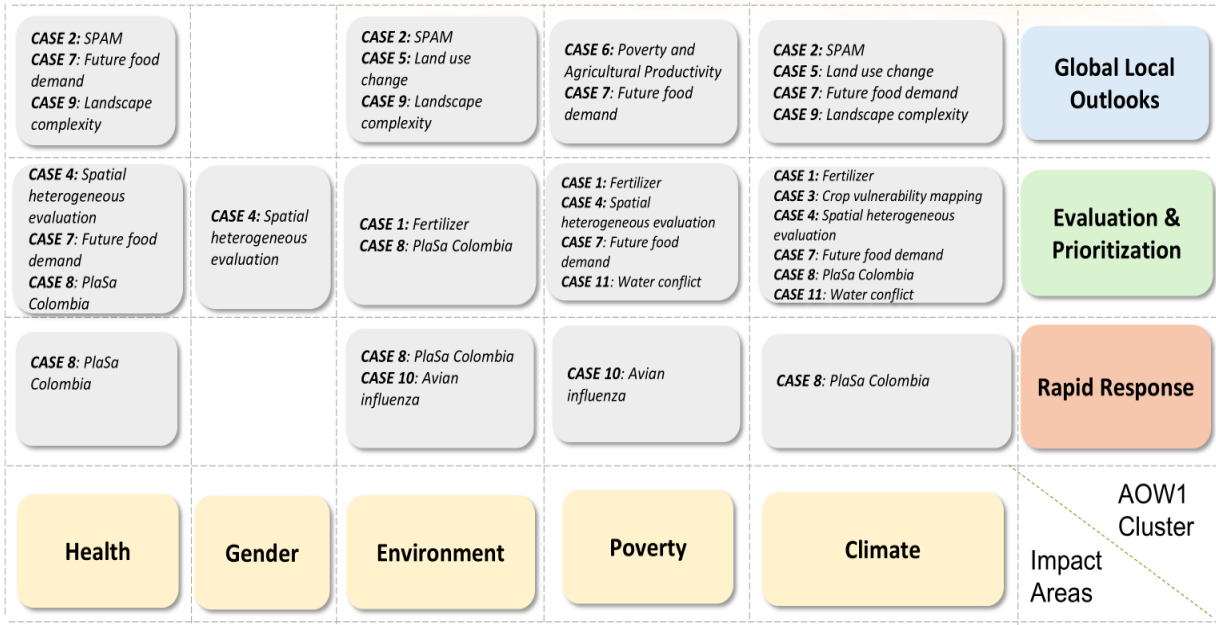 CASE 2: SPAM
CASE 7: Future food
demand
CASE 9: Landscape
complexity
CASE 2: SPAM
CASE 5: Land use
change
CASE 9: Landscape
complexity
CASE 6: Poverty and
Agricultural Productivity
CASE 7: Future food
demand
CASE 2: SPAM
CASE 5: Land use change
CASE 7: Future food demand
CASE 9: Landscape complexity
Global Local
Outlooks
CASE 4: Spatial
heterogeneous
evaluation
CASE 7: Future food
demand
CASE 8: PlaSa
Colombia
CASE 4: Spatial
heterogeneous
evaluation
CASE 1: Fertilizer
CASE 8: PlaSa Colombia
CASE 1: Fertilizer
CASE 4: Spatial
heterogeneous evaluation
CASE 7: Future food
demand
CASE 11: Water conflict
CASE 1: Fertilizer
CASE 3: Crop vulnerability mapping
CASE 4: Spatial heterogeneous
evaluation
CASE 7: Future food demand
CASE 8: PlaSa Colombia
CASE 11: Water conflict
Evaluation &
Prioritization
CASE 8: PlaSa
Colombia
CASE 8: PlaSa Colombia
CASE 10: Avian
influenza
CASE 10: Avian
influenza
CASE 8: PlaSa Colombia
Rapid Response
Health
Gender
Environment
Poverty
Climate
AOW1
Cluster
Impact
Areas